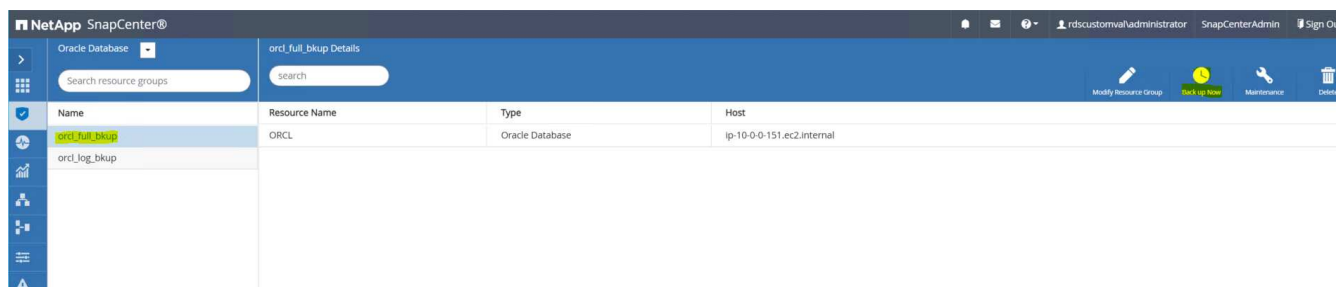 NetApp SnapCenter®
rdscustomval\administrator SnapCenterAdmin Sign Ou
Oracle Database
Search resource groups
Name
orcl_full_bkup
orcl_log_bkup
orcl_full_bkup Details
search
Modify Resource Group Back up Now Maintenance Delete
Resource Name Type Host
ORCL Oracle Database ip-10-0-0-151.ec2.internal